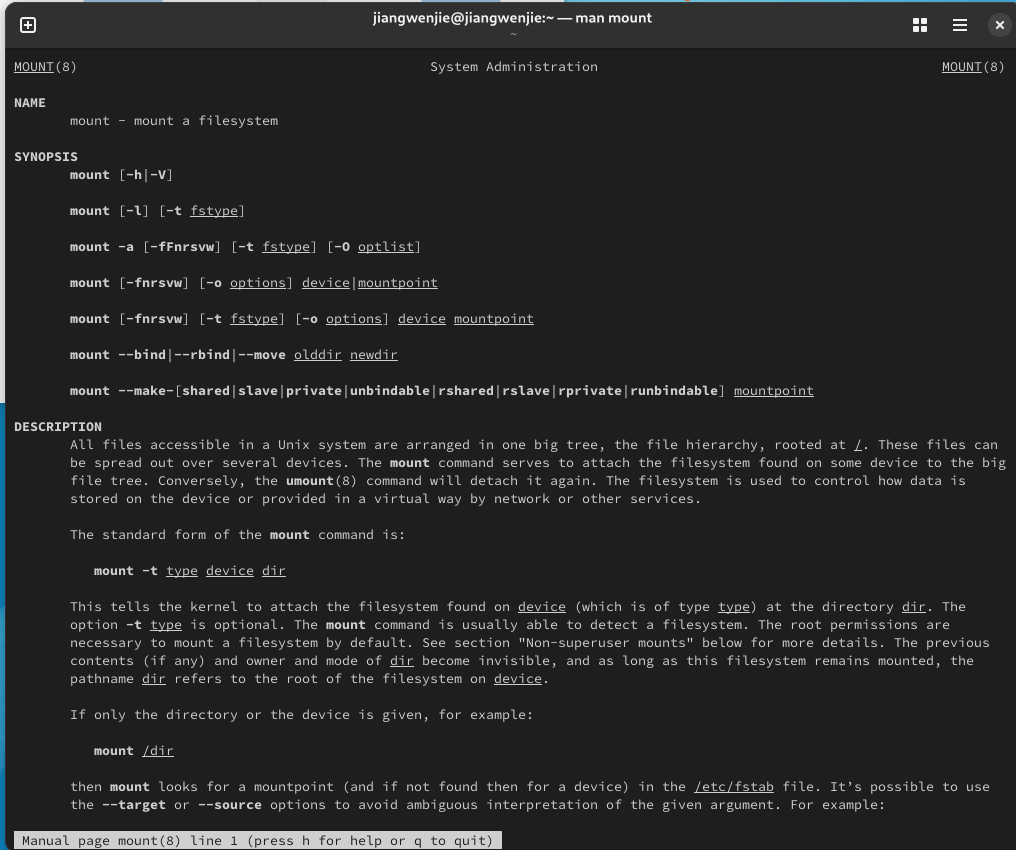 jiangwenjie@jiangwenjie:~ — man mount
~
MOUNT(8) System Administration MOUNT(8)
NAME
mount - mount a filesystem
SYNOPSIS
mount [-h|-V]
mount [-l] [-t fstype]
mount -a [-fFnrsvw] [-t fstype] [-O optlist]
mount [-fnrsvw] [-o options] device|mountpoint
mount [-fnrsvw] [-t fstype] [-o options] device mountpoint
mount --bind|--rbind|--move olddir newdir
mount --make-[shared|slave|private|unbindable|rshared|rslave|rprivate|runbindable] mountpoint
DESCRIPTION
All files accessible in a Unix system are arranged in one big tree, the file hierarchy, rooted at /. These files can
be spread out over several devices. The mount command serves to attach the filesystem found on some device to the big
file tree. Conversely, the umount(8) command will detach it again. The filesystem is used to control how data is
stored on the device or provided in a virtual way by network or other services.
The standard form of the mount command is:
mount -t type device dir
This tells the kernel to attach the filesystem found on device (which is of type type) at the directory dir. The
option -t type is optional. The mount command is usually able to detect a filesystem. The root permissions are
necessary to mount a filesystem by default. See section "Non-superuser mounts" below for more details. The previous
contents (if any) and owner and mode of dir become invisible, and as long as this filesystem remains mounted, the
pathname dir refers to the root of the filesystem on device.
If only the directory or the device is given, for example:
mount /dir
then mount looks for a mountpoint (and if not found then for a device) in the /etc/fstab file. It’s possible to use
the --target or --source options to avoid ambiguous interpretation of the given argument. For example:
Manual page mount(8) line 1 (press h for help or q to quit)